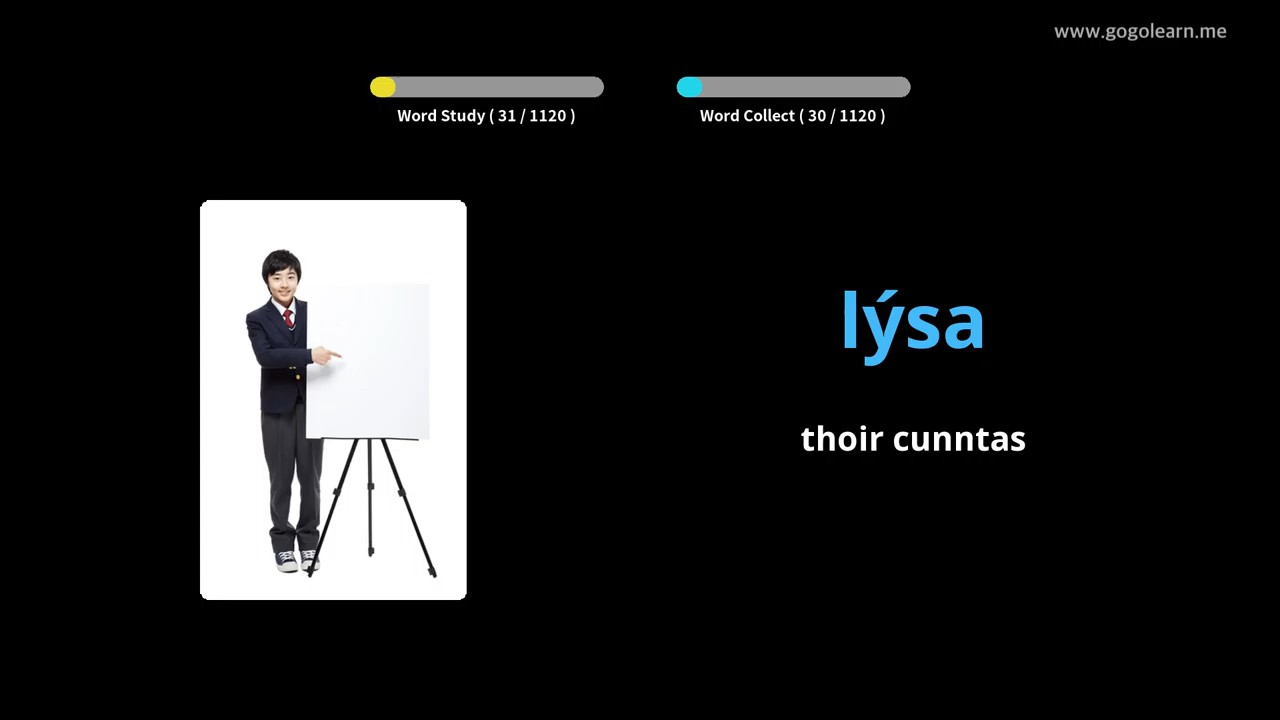 www.gogolearn.me
Word Study ( 31 / 1120 )
Word Collect ( 30 / 1120 )
lýsa
thoir cunntas